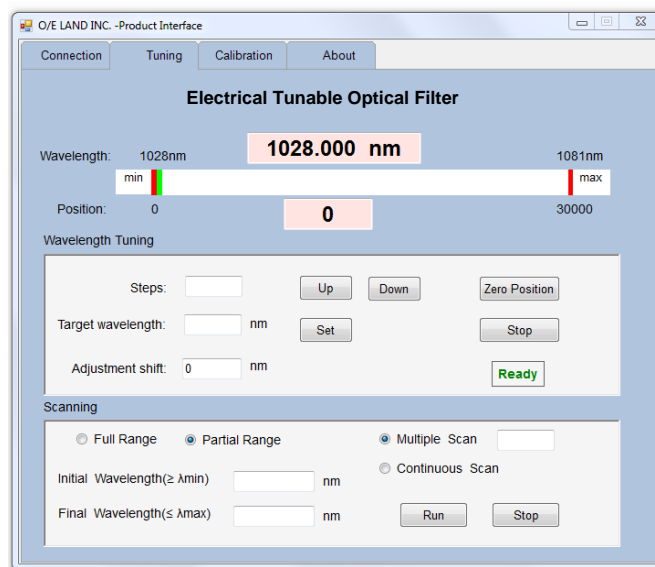 O/E LAND INC. -Product Interface
Connection Tuning Calibration About
Electrical Tunable Optical Filter
Wavelength: 1028nm 1028.000 nm 1081nm
min max
Position: 0 0 30000
Wavelength Tuning
Steps: Up Down Zero Position
Target wavelength: nm Set Stop
Adjustment shift: 0 nm Ready
Scanning
Full Range Partial Range Multiple Scan
Continuous Scan
Initial Wavelength(≥ λmin) nm
Final Wavelength(≤ λmax) nm Run Stop